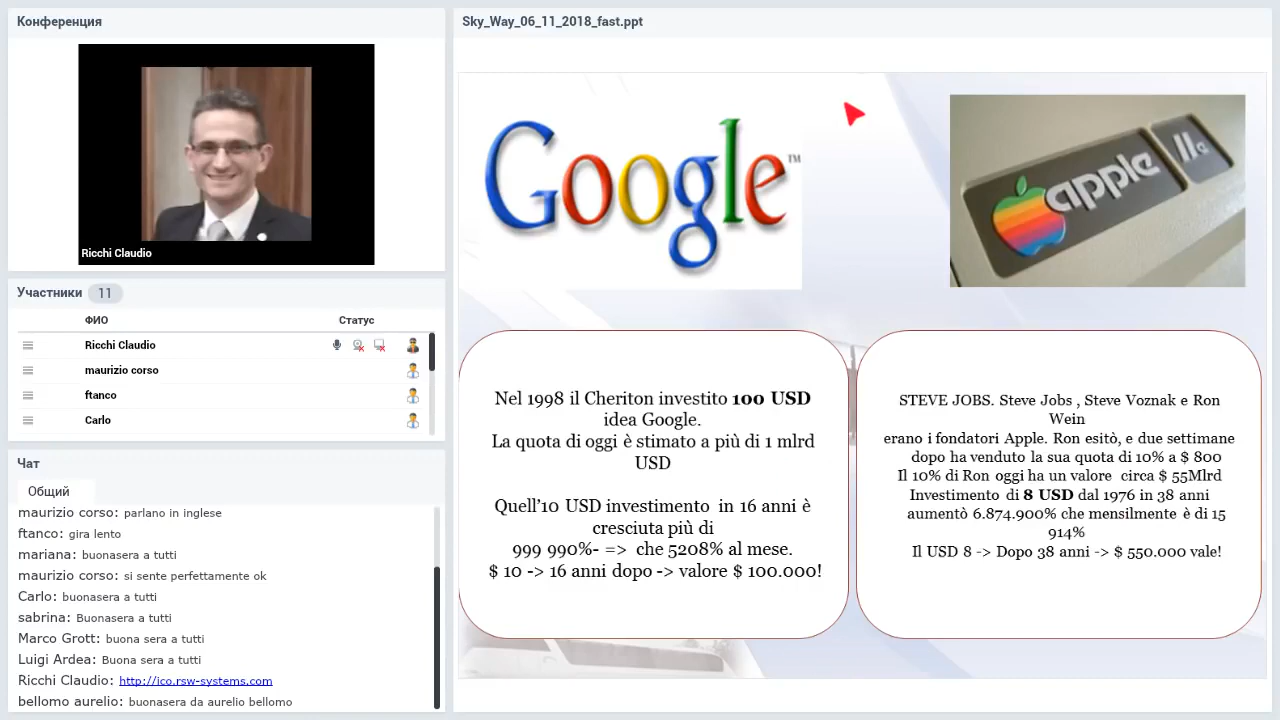 Конференция
Ricchi Claudio
Участники 11
ФИО Статус
Ricchi Claudio
maurizio corso
ftanco
Carlo
Чат
Общий
maurizio corso: parlano in inglese
ftanco: gira lento
mariana: buonasera a tutti
maurizio corso: si sente perfettamente ok
Carlo: buonasera a tutti
sabrina: Buonasera a tutti
Marco Grott: buona sera a tutti
Luigi Ardea: Buona sera a tutti
Ricchi Claudio: http://ico.rsw-systems.com
bellomo aurelio: buonasera da aurelio bellomo
Sky_Way_06_11_2018_fast.ppt
Google™
apple
Nel 1998 il Cheriton investito 100 USD
idea Google.
La quota di oggi è stimato a più di 1 mlrd
USD
Quell'10 USD investimento in 16 anni è
cresciuta più di
999 990%- => che 5208% al mese.
$ 10 -> 16 anni dopo -> valore $ 100.000!
STEVE JOBS. Steve Jobs , Steve Voznak e Ron
Wein
erano i fondatori Apple. Ron esitò, e due settimane
dopo ha venduto la sua quota di 10% a $ 800
Il 10% di Ron oggi ha un valore circa $ 55Mlrd
Investimento di 8 USD dal 1976 in 38 anni
aumentò 6.874.900% che mensilmente è di 15
914%
Il USD 8 -> Dopo 38 anni -> $ 550.000 vale!